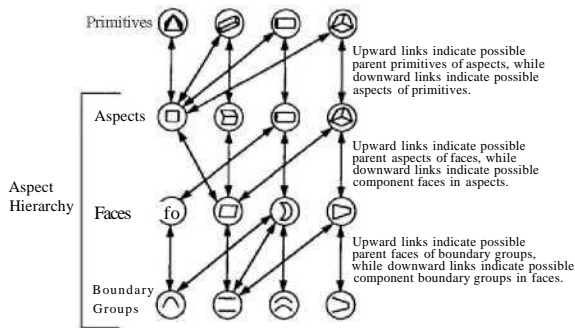 Primitives
Upward links indicate possible
parent primitives of aspects, while
downward links indicate possible
aspects of primitives.
Aspects
Upward links indicate possible
parent aspects of faces, while
downward links indicate possible
component faces in aspects.
Aspect
Hierarchy
Faces
fo
Upward links indicate possible
parent faces of boundary groups,
while downward links indicate possible
component boundary groups in faces.
Boundary
Groups